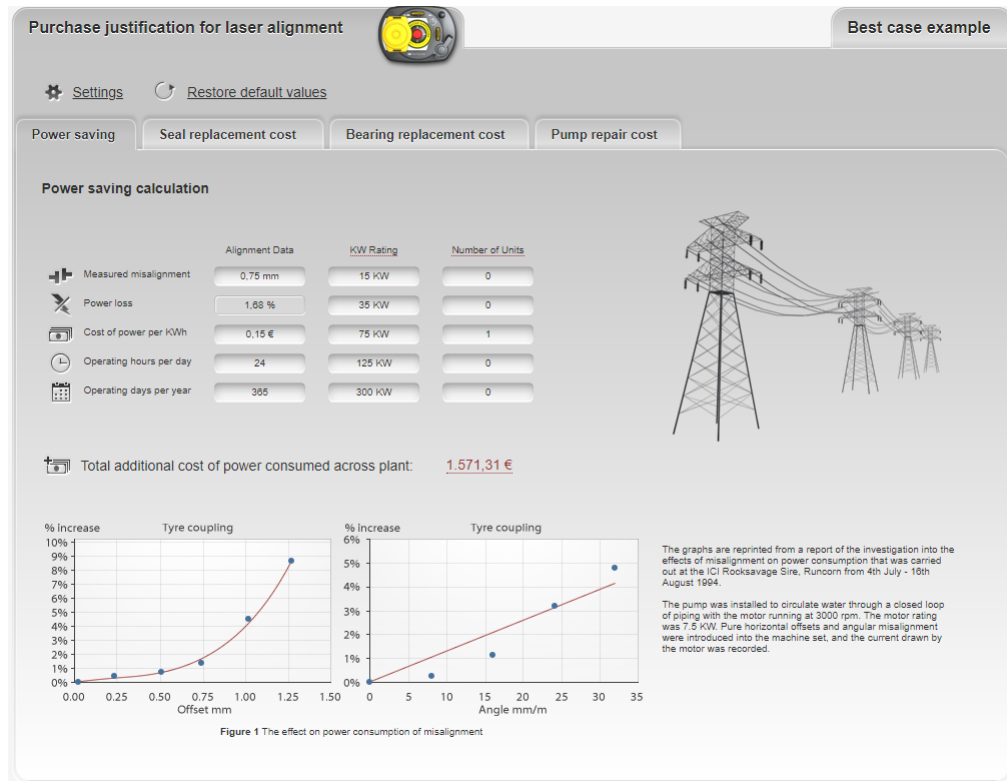 Purchase justification for laser alignment
Best case example
Settings
Restore default values
Power saving
Seal replacement cost
Bearing replacement cost
Pump repair cost
Power saving calculation
Alignment Data KW Rating Number of Units
Measured misalignment 0,75 mm 15 KW 0
Power loss 1,68 % 35 KW 0
Cost of power per KWh 0,15 € 75 KW 1
Operating hours per day 24 125 KW 0
Operating days per year 365 300 KW 0
Total additional cost of power consumed across plant: 1.571,31 €
% increase Tyre coupling
10%
9%
8%
7%
6%
5%
4%
3%
2%
1%
0%
0.00 0.25 0.50 0.75 1.00 1.25 1.50
Offset mm
% increase Tyre coupling
6%
5%
4%
3%
2%
1%
0%
0 5 10 15 20 25 30 35
Angle mm/m
Figure 1 The effect on power consumption of misalignment
The graphs are reprinted from a report of the investigation into the
effects of misalignment on power consumption that was carried
out at the ICI Rocksavage Sire, Runcorn from 4th July - 16th
August 1994.
The pump was installed to circulate water through a closed loop
of piping with the motor running at 3000 rpm. The motor rating
was 7.5 KW. Pure horizontal offsets and angular misalignment
were introduced into the machine set, and the current drawn by
the motor was recorded.